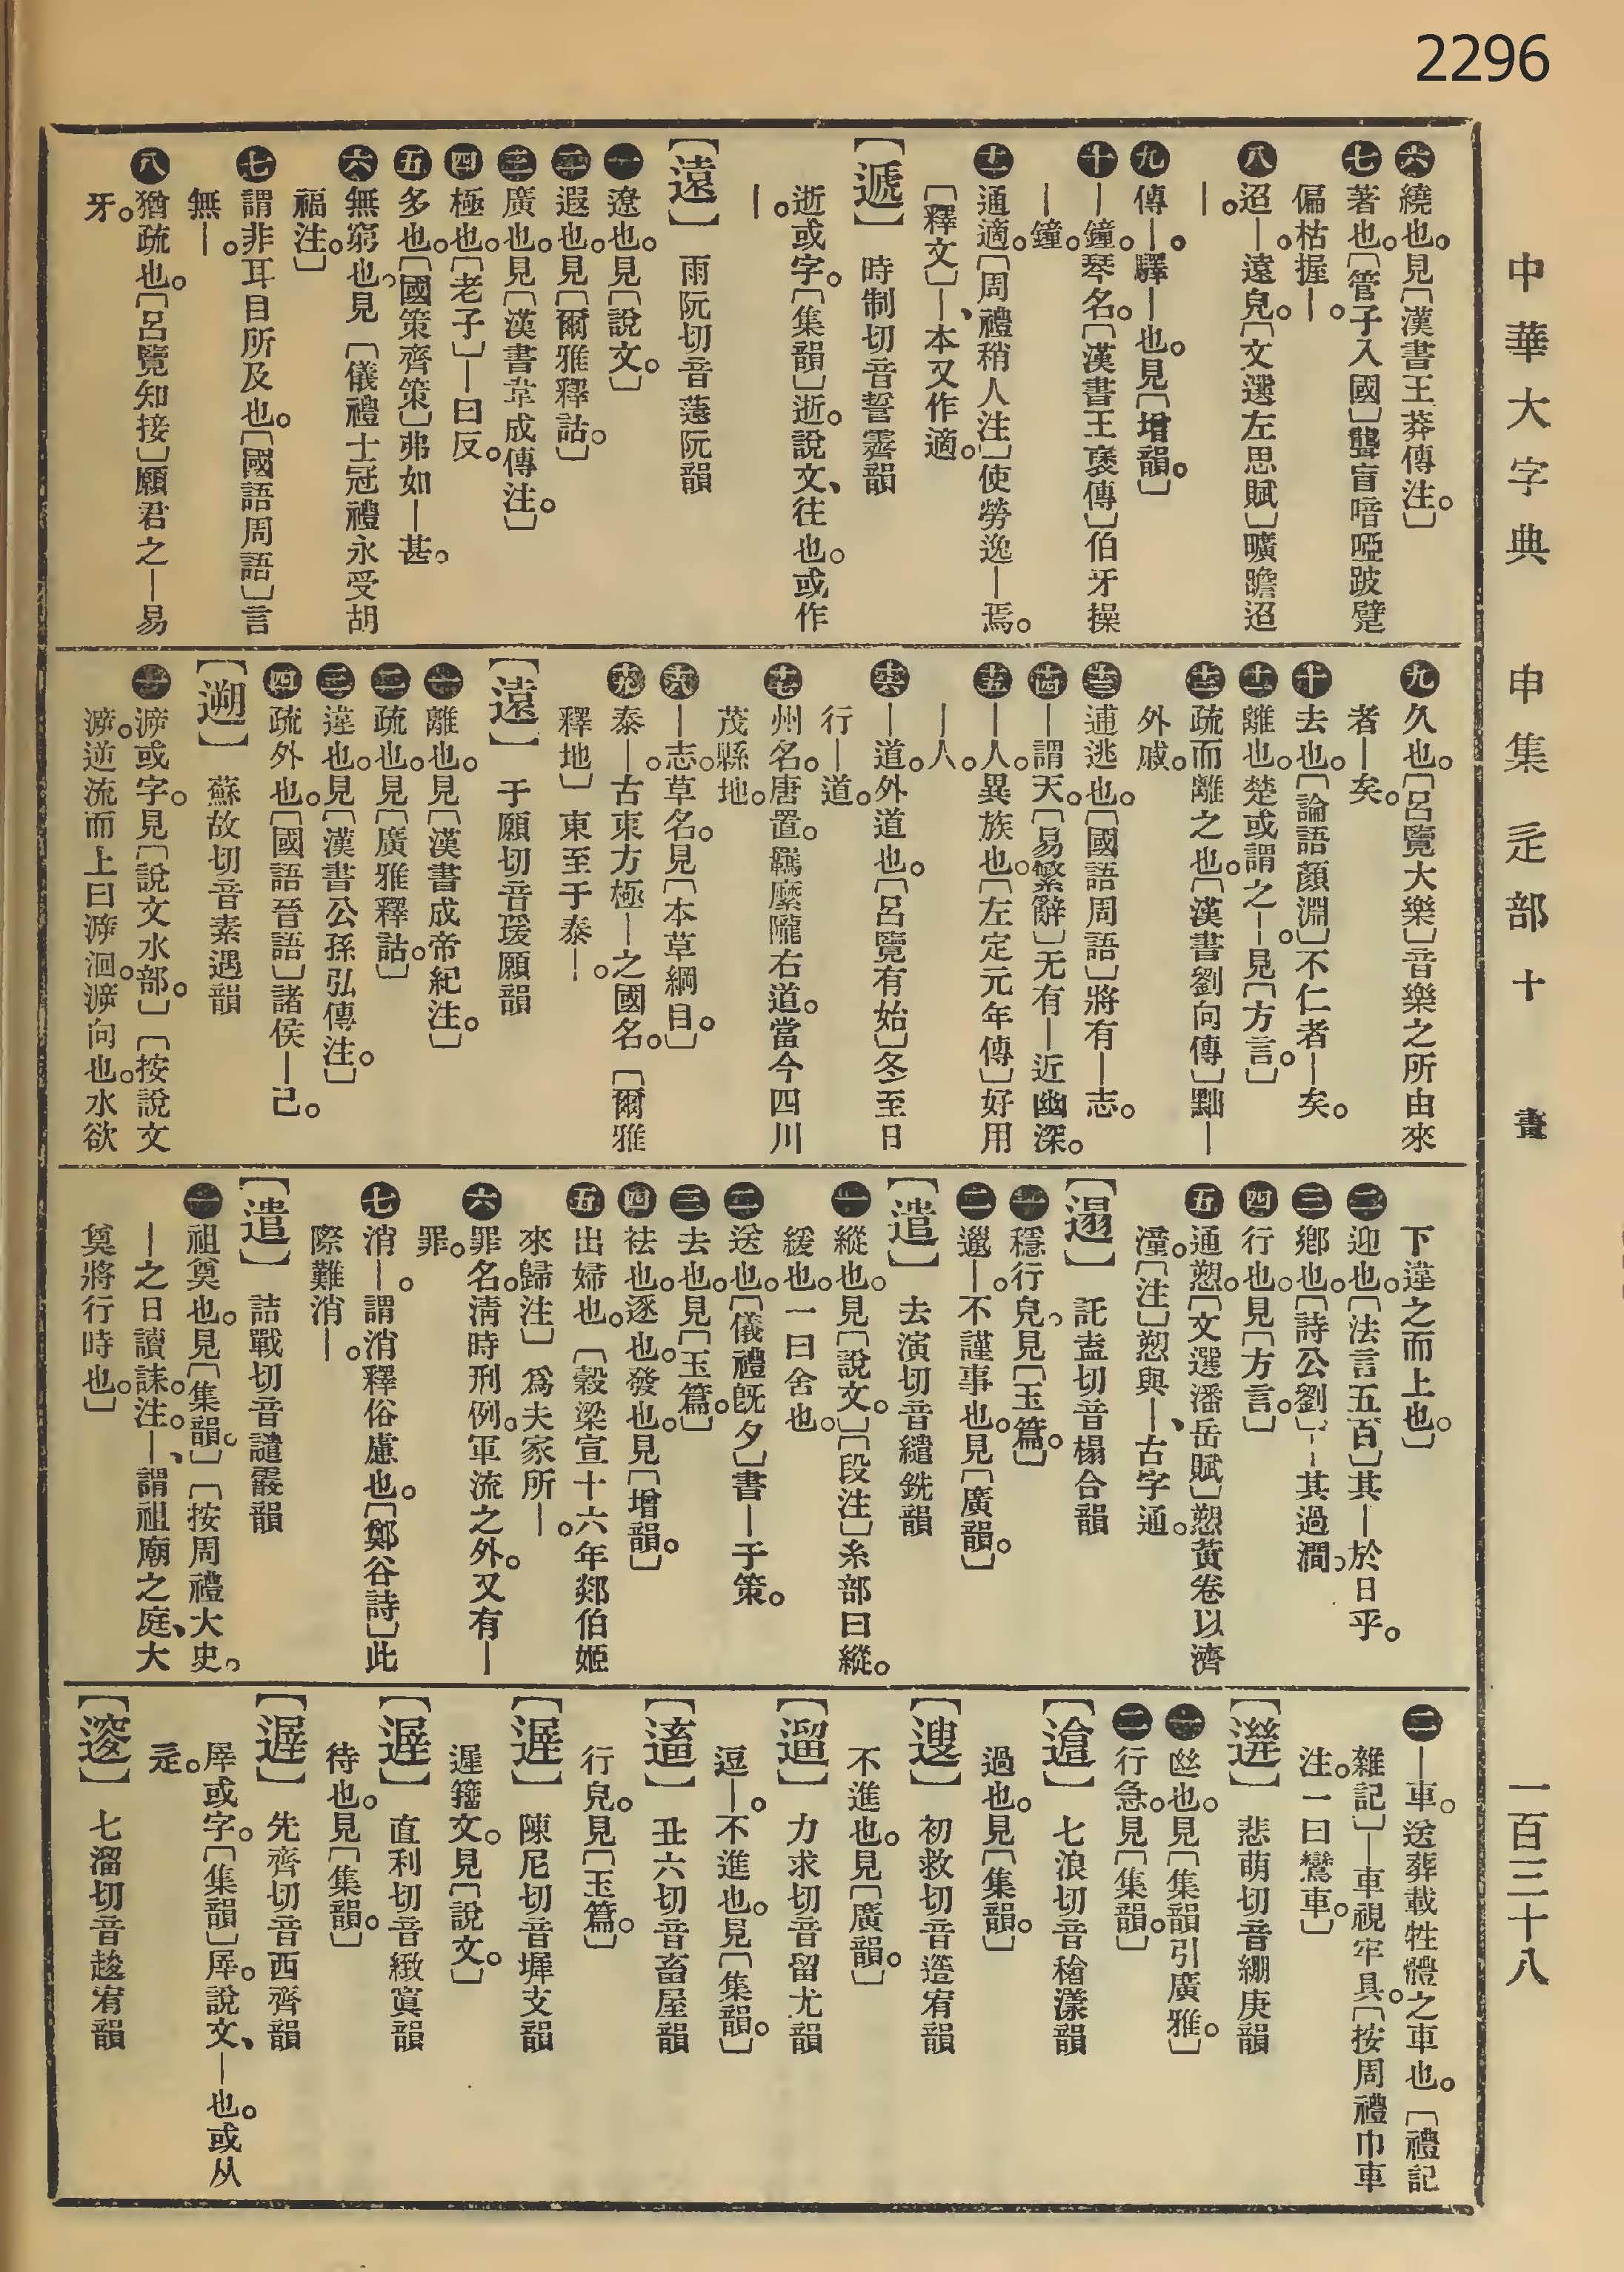 2296
中華大字典 申集 辵部 十畫 一百三十八
㊅繞也。見〔漢書王莽傳注。〕
㊆著也。〔管子入國〕聾盲喑啞跛躄
偏枯握｜。
㊇迢｜。遠皃。〔文選左思賦〕曠瞻迢
｜。
㊈傳｜。驛｜也。見〔增韻。〕
㊉｜鐘。琴名。〔漢書王褒傳〕伯牙操
｜鐘。
⑪通適。〔周禮稍人注〕使勞逸｜焉。
〔釋文〕｜、本又作適。
【遞】 時制切音誓霽韻
逝或字。〔集韻〕逝。說文、往也。或作
｜。
【遠】 雨阮切音薳阮韻
㊀遼也。見〔說文。〕
㊁遐也。見〔爾雅釋詁。〕
㊂廣也。見〔漢書韋成傳注。〕
㊃極也。〔老子〕｜曰反。
㊄多也。〔國策齊策〕弗如｜甚。
㊅無窮也。見〔儀禮士冠禮永受胡
福注。〕
㊆謂非耳目所及也。〔國語周語〕言
無｜。
㊇猶疏也。〔呂覽知接〕願君之｜易
牙。
㊈久也。〔呂覽大樂〕音樂之所由來
者｜矣。
㊉去也。〔論語顏淵〕不仁者｜矣。
⑪離也。楚或謂之｜。見〔方言。〕
⑫疏而離之也。〔漢書劉向傳〕黜｜
外戚。
⑬逋逃也。〔國語周語〕將有｜志。
⑭｜謂天。〔易繫辭〕无有｜近幽深。
⑮｜人。異族也。〔左定元年傳〕好用
｜人。
⑯｜道。外道也。〔呂覽有始〕冬至日
行｜道。
⑰州名。唐置。羈縻隴右道。當今四川
茂縣地。
⑱｜志。草名。見〔本草綱目。〕
⑲泰｜。古東方極｜之國名。〔爾雅
釋地〕東至于泰｜。
【遠】 于願切音瑗願韻
㊀離也。見〔漢書成帝紀注。〕
㊁疏也。見〔廣雅釋詁。〕
㊂違也。見〔漢書公孫弘傳注。〕
㊃疏外也。〔國語晉語〕諸侯｜己。
【遡】 蘇故切音素遇韻
㊀㴑或字。見〔說文水部。〕〔按說文
㴑。逆流而上曰㴑洄。㴑向也。水欲
下違之而上也。〕
㊁迎也。〔法言五百〕其｜於日乎。
㊂鄉也。〔詩公劉〕｜其過澗。
㊃行也。見〔方言。〕
㊄通愬。〔文選潘岳賦〕愬黃卷以濟
潼。〔注〕愬與｜、古字通。
【遢】 託盍切音榻合韻
㊀穩行皃。見〔玉篇。〕
㊁邋｜。不謹事也。見〔廣韻。〕
【遣】 去演切音繾銑韻
㊀縱也。見〔說文。〕〔段注〕糸部曰縱。
緩也。一曰舍也。
㊁送也。〔儀禮旣夕〕書｜于策。
㊂去也。見〔玉篇。〕
㊃祛也。逐也。發也。見〔增韻。〕
㊄出婦也。〔穀梁宣十六年郯伯姬
來歸注〕爲夫家所｜。
㊅罪名。淸時刑例。軍流之外。又有｜
罪。
㊆消｜。謂消釋俗慮也。〔鄭谷詩〕此
際難消｜。
【遣】 詰戰切音譴霰韻
㊀祖奠也。見〔集韻。〕〔按周禮大史。
｜之日讀誄。注。｜、謂祖廟之庭、大
奠將行時也。〕
㊁｜車。送葬載牲體之車也。〔禮記
雜記〕｜車視牢具。〔按周禮巾車
注。一曰鸞車。〕
【𨗴】 悲萌切音綳庚韻
㊀迸也。見〔集韻引廣雅。〕
㊁行急。見〔集韻。〕
【𨖼】 七浪切音稵漾韻
過也。見〔集韻。〕
【遚】 初救切音簉宥韻
不進也。見〔廣韻。〕
【遛】 力求切音留尤韻
逗｜。不進也。見〔集韻。〕
【䢱】 丑六切音畜屋韻
行皃。見〔玉篇。〕
【遟】 陳尼切音墀支韻
遲籀文。見〔說文。〕
【遟】 直利切音緻寘韻
待也。見〔集韻。〕
【遟】 先齊切音西齊韻
犀或字。〔集韻〕犀。說文、｜也。或从
辵。
七溜切音趥宥韻